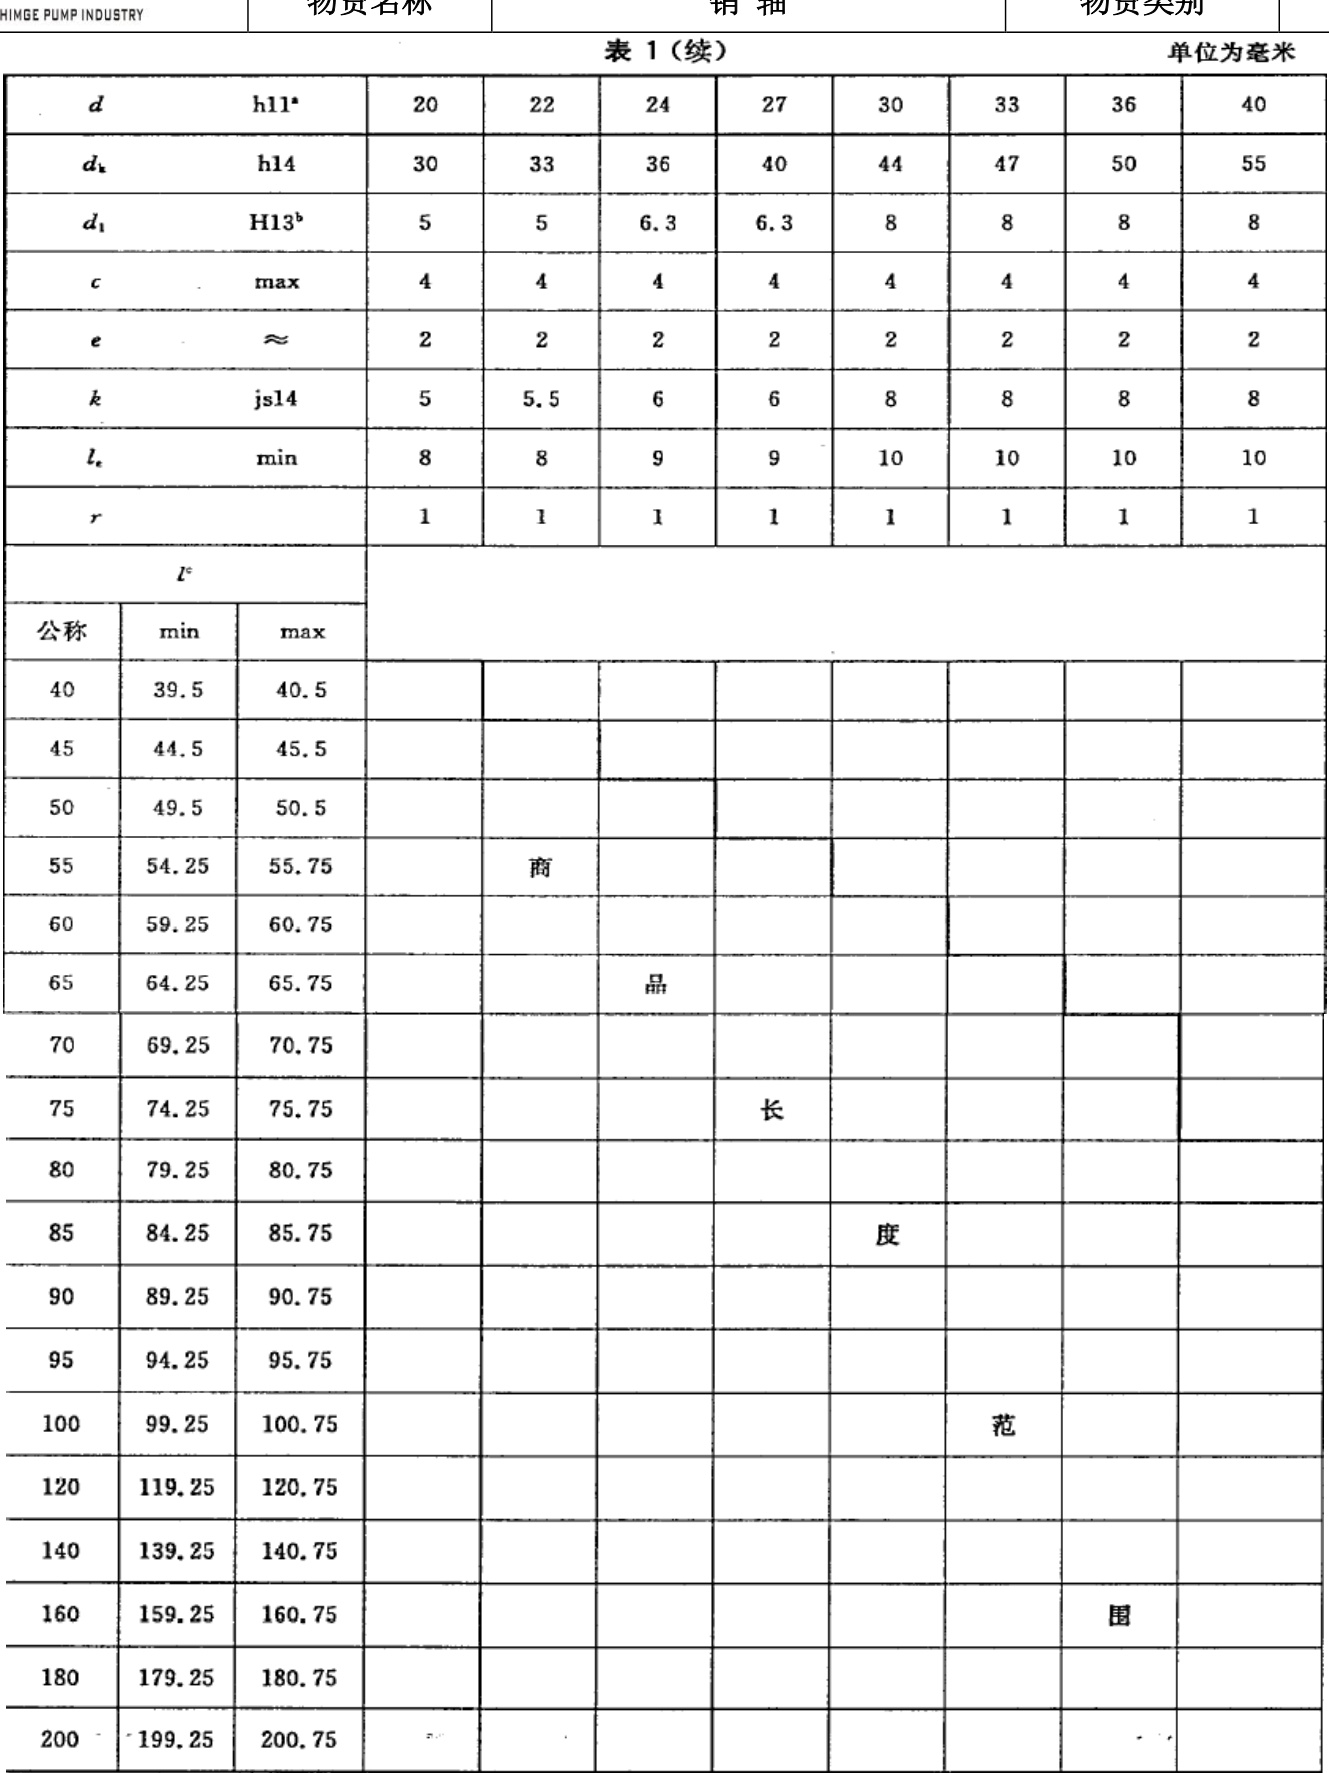 HIMGE PUMP INDUSTRY 物资名称 销 轴 物资类别
表 1(续) 单位为毫米
d h11ᵃ 20 22 24 27 30 33 36 40
dₖ h14 30 33 36 40 44 47 50 55
d₁ H13ᵇ 5 5 6.3 6.3 8 8 8 8
c max 4 4 4 4 4 4 4 4
e ≈ 2 2 2 2 2 2 2 2
k js14 5 5.5 6 6 8 8 8 8
lₑ min 8 8 9 9 10 10 10 10
r 1 1 1 1 1 1 1 1
lᶜ
公称 min max
40 39.5 40.5
45 44.5 45.5
50 49.5 50.5
55 54.25 55.75 商
60 59.25 60.75
65 64.25 65.75 品
70 69.25 70.75
75 74.25 75.75 长
80 79.25 80.75
85 84.25 85.75 度
90 89.25 90.75
95 94.25 95.75
100 99.25 100.75 范
120 119.25 120.75
140 139.25 140.75
160 159.25 160.75 围
180 179.25 180.75
200 199.25 200.75